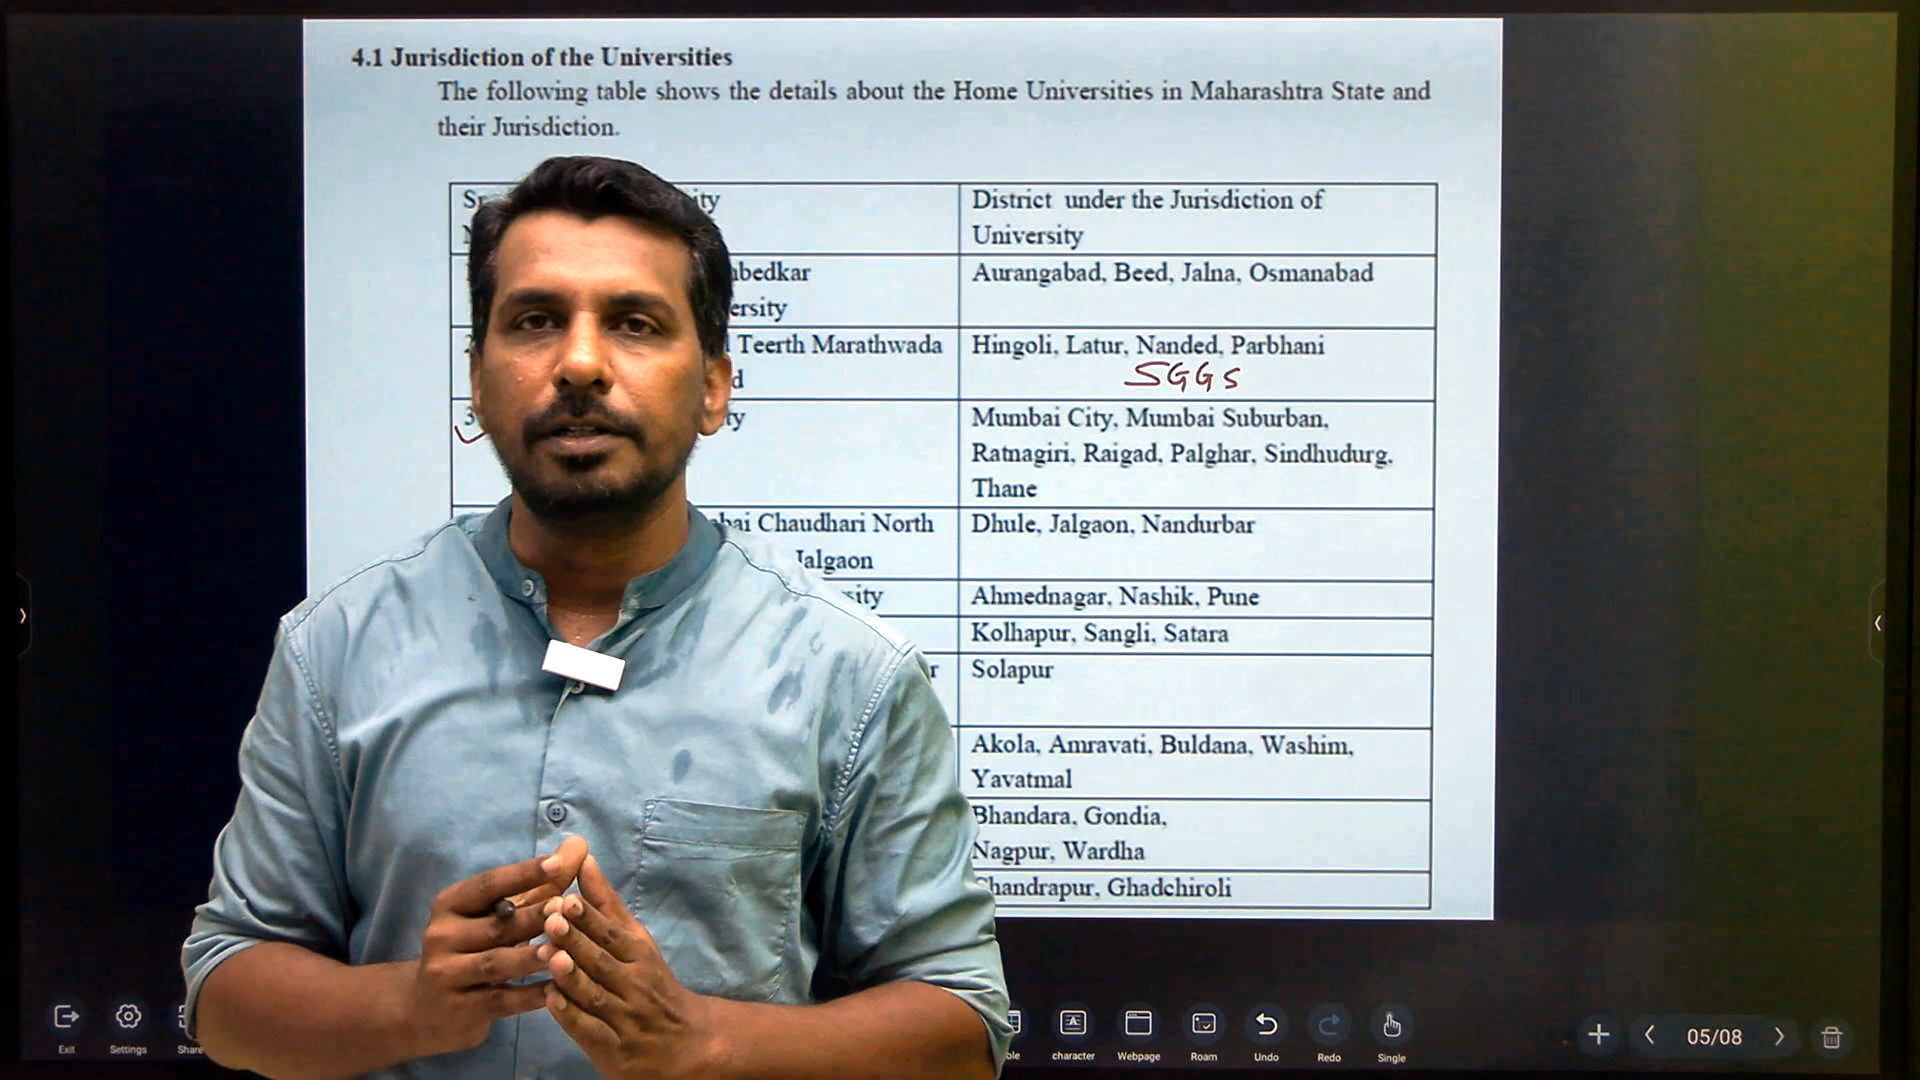 4.1 Jurisdiction of the Universities
The following table shows the details about the Home Universities in Maharashtra State and
their Jurisdiction.
District under the Jurisdiction of
University
Aurangabad, Beed, Jalna, Osmanabad
Teerth Marathwada
Hingoli, Latur, Nanded, Parbhani
SGGS
3
Mumbai City, Mumbai Suburban,
Ratnagiri, Raigad, Palghar, Sindhudurg,
Thane
Chaudhari North
Jalgaon
Dhule, Jalgaon, Nandurbar
Ahmednagar, Nashik, Pune
Kolhapur, Sangli, Satara
Solapur
Akola, Amravati, Buldana, Washim,
Yavatmal
Bhandara, Gondia,
Nagpur, Wardha
Chandrapur, Ghadchiroli
Exit
Settings
Share
character
Webpage
Roam
Undo
Redo
Single
05/08